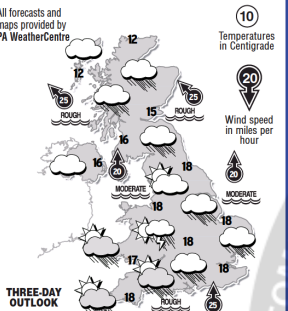 All forecasts and
maps provided by
PA WeatherCentre
10
Temperatures
in Centigrade
20
Wind speed
in miles per
hour
12
12
25
ROUGH
25
ROUGH
15
16
16
20
MODERATE
18
20
MODERATE
18
18
18
18
17
18
18
ROUGH
25
THREE-DAY
OUTLOOK